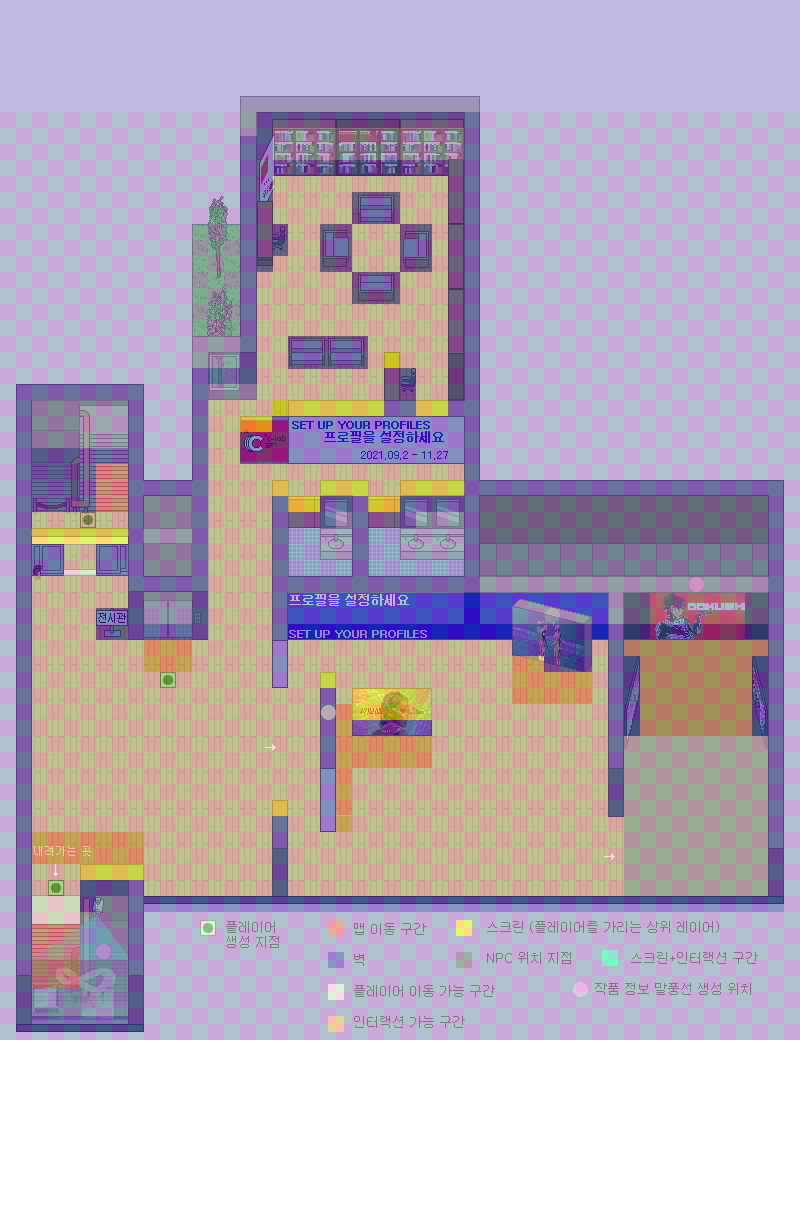 SET UP YOUR PROFILES
프로필을 설정하세요
c-lab
2021.09.2 - 11.27
프로필을 설정하세요
OOKUSH
전시관
SET UP YOUR PROFILES
내려가는 곳
플레이어
생성 지점
맵 이동 구간
스크린 (플레이어를 가리는 상위 레이어)
벽
NPC 위치 지점
스크린+인터랙션 구간
플레이어 이동 가능 구간
작품 정보 말풍선 생성 위치
인터랙션 가능 구간